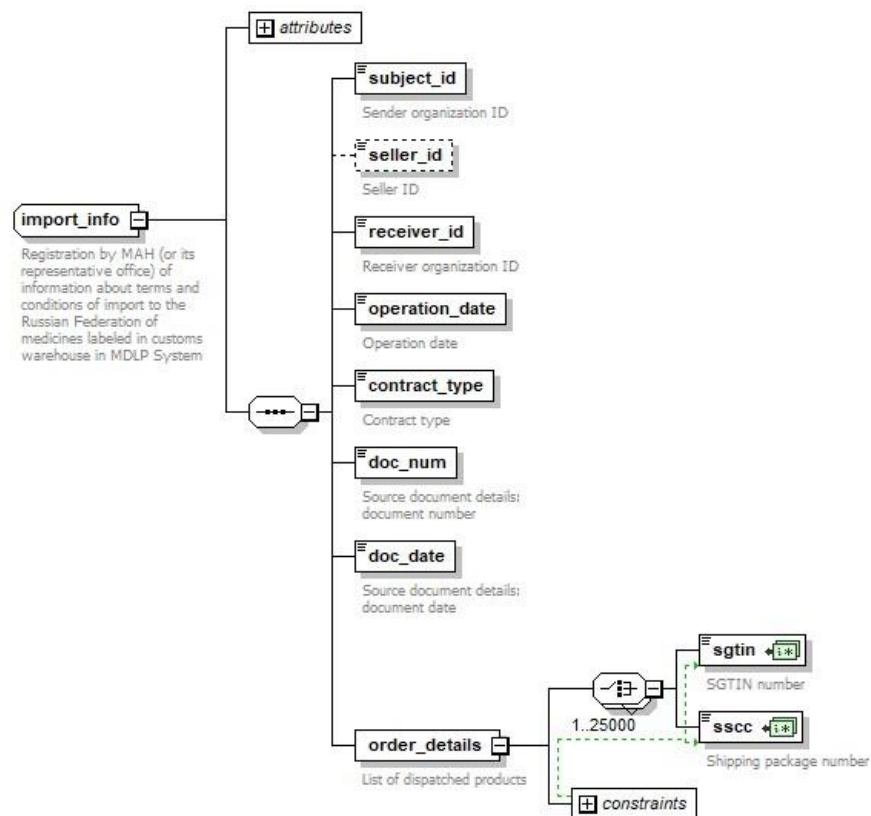 attributes
subject_id
Sender organization ID
seller_id
Seller ID
import_info
Registration by MAH (or its
representative office) of
information about terms and
conditions of import to the
Russian Federation of
medicines labeled in customs
warehouse in MDLP System
receiver_id
Receiver organization ID
operation_date
Operation date
contract_type
Contract type
doc_num
Source document details:
document number
doc_date
Source document details:
document date
order_details
List of dispatched products
1..25000
sgtin
SGTIN number
sscc
Shipping package number
constraints